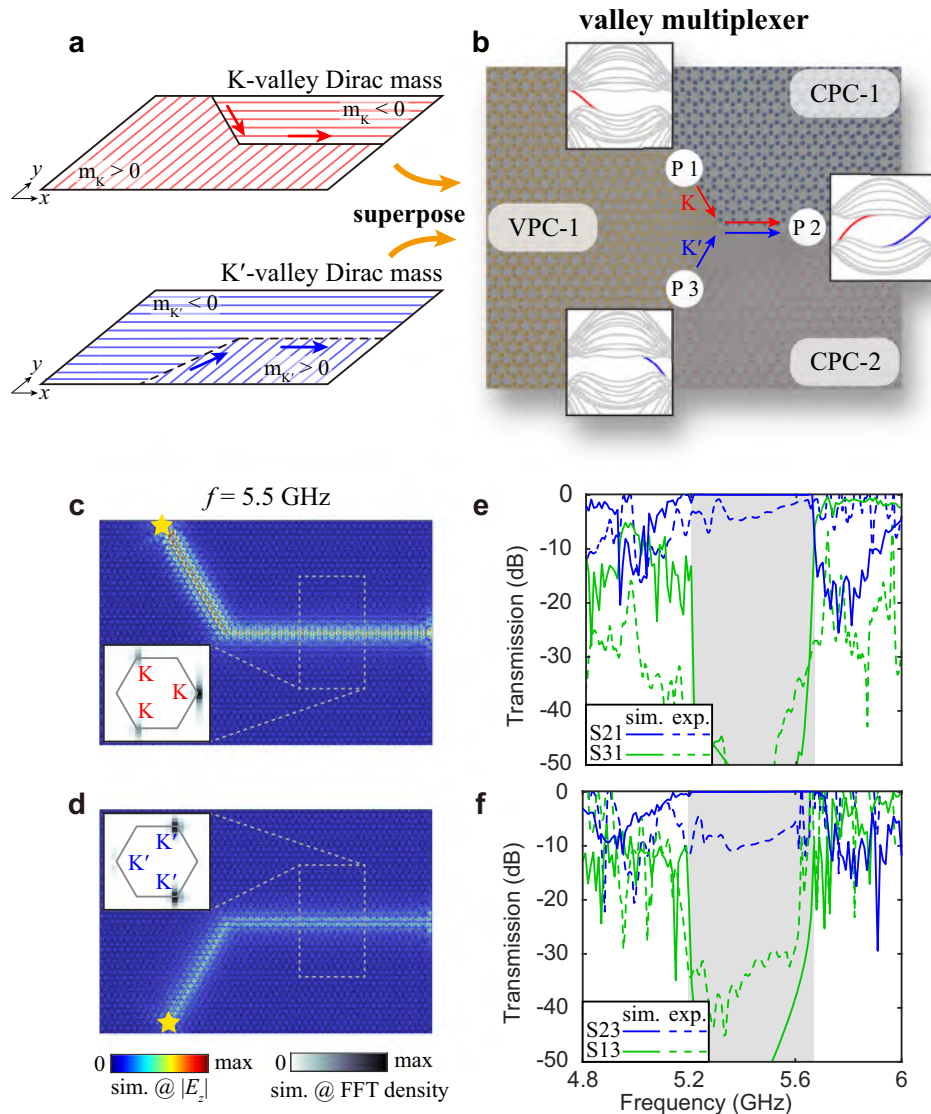 a
K-valley Dirac mass
m_K < 0
m_K > 0
y
x
superpose
K′-valley Dirac mass
m_K′ < 0
m_K′ > 0
y
x
valley multiplexer
b
CPC-1
P 1
K
VPC-1
P 2
K′
P 3
CPC-2
f = 5.5 GHz
c
K
K
K
d
K′
K′
K′
0 max
sim. @ |E_z|
0 max
sim. @ FFT density
e
Transmission (dB)
0
-10
-20
-30
-40
-50
sim. exp.
S21
S31
f
Transmission (dB)
0
-10
-20
-30
-40
-50
sim. exp.
S23
S13
4.8 5.2 5.6 6
Frequency (GHz)